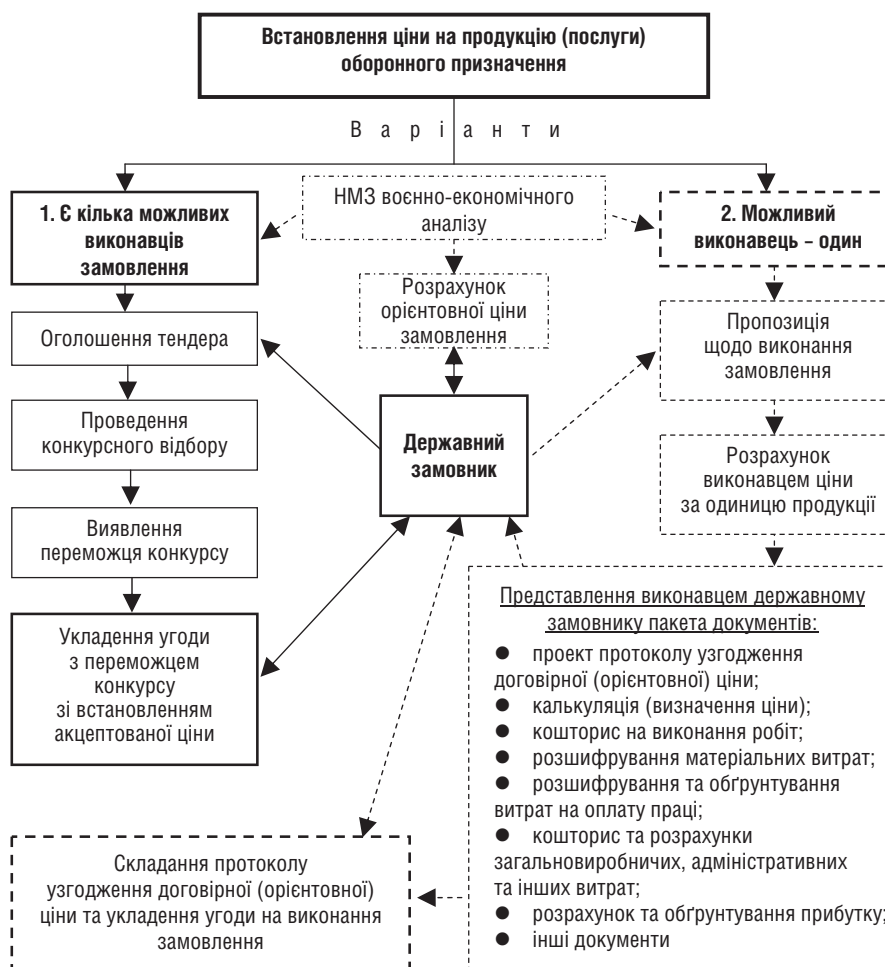 Встановлення ціни на продукцію (послуги)
оборонного призначення
В а р і а н т и
1. Є кілька можливих
виконавців
замовлення
НМЗ воєнно-економічного
аналізу
2. Можливий
виконавець – один
Розрахунок
орієнтовної ціни
замовлення
Оголошення тендера
Пропозиція
щодо виконання
замовлення
Проведення
конкурсного відбору
Державний
замовник
Розрахунок
виконавцем ціни
за одиницю продукції
Виявлення
переможця конкурсу
Укладення угоди
з переможцем
конкурсу
зі встановленням
акцептованої ціни
Представлення виконавцем державному
замовнику пакета документів:
● проект протоколу узгодження
договірної (орієнтовної) ціни;
● калькуляція (визначення ціни);
● кошторис на виконання робіт;
● розшифрування матеріальних витрат;
● розшифрування та обґрунтування
витрат на оплату праці;
● кошторис та розрахунки
загальновиробничих, адміністративних
та інших витрат;
● розрахунок та обґрунтування прибутку;
● інші документи
Складання протоколу
узгодження договірної (орієнтовної)
ціни та укладення угоди на виконання
замовлення